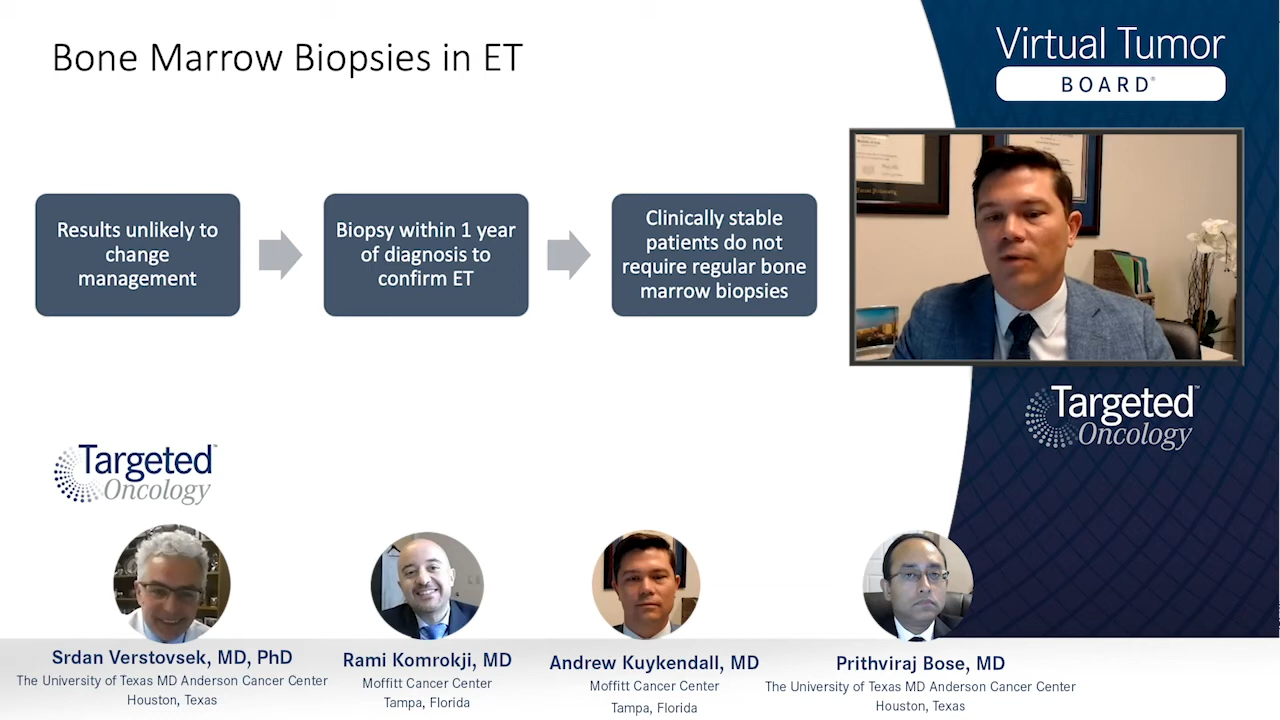 Bone Marrow Biopsies in ET
Virtual Tumor
BOARD®
Results unlikely to
change
management
Biopsy within 1 year
of diagnosis to
confirm ET
Clinically stable
patients do not
require regular bone
marrow biopsies
Targeted™
Oncology
Targeted™
Oncology
Srdan Verstovsek, MD, PhD
The University of Texas MD Anderson Cancer Center
Houston, Texas
Rami Komrokji, MD
Moffitt Cancer Center
Tampa, Florida
Andrew Kuykendall, MD
Moffitt Cancer Center
Tampa, Florida
Prithviraj Bose, MD
The University of Texas MD Anderson Cancer Center
Houston, Texas